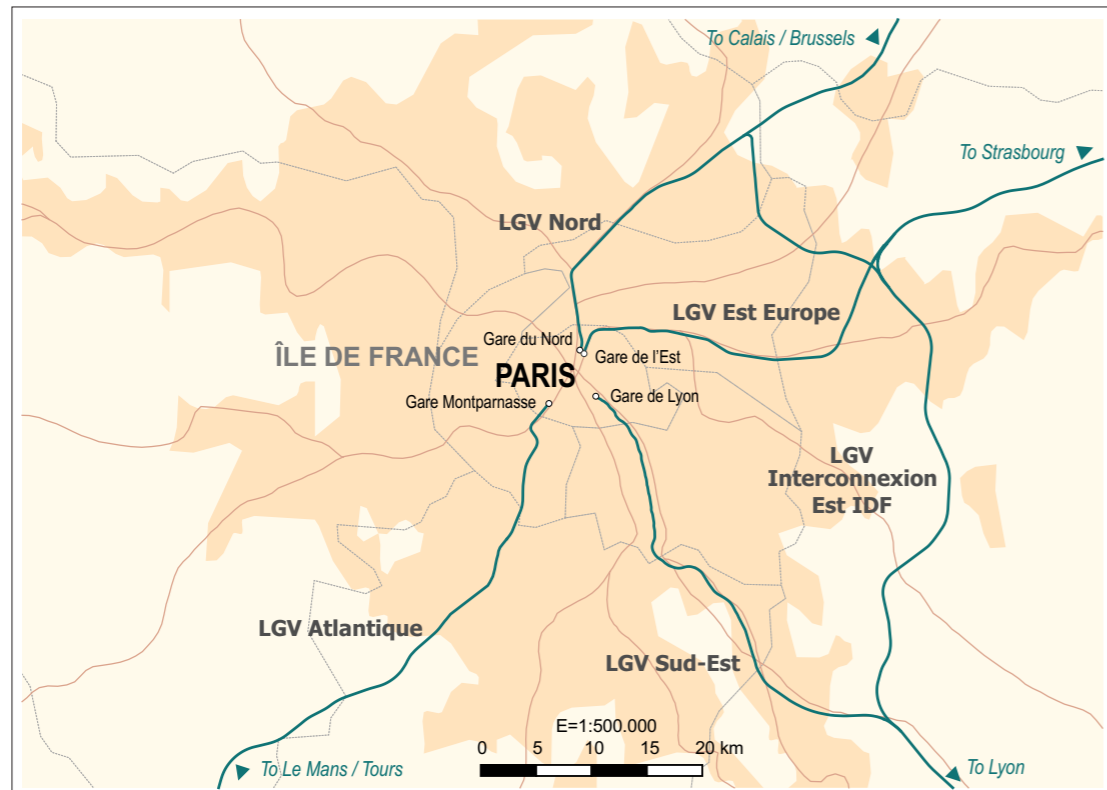 To Calais / Brussels
To Strasbourg
LGV Nord
LGV Est Europe
Gare du Nord
ÎLE DE FRANCE
Gare de l’Est
PARIS
Gare Montparnasse
Gare de Lyon
LGV
Interconnexion
Est IDF
LGV Atlantique
LGV Sud-Est
E=1:500.000
0 5 10 15 20 km
To Le Mans / Tours
To Lyon